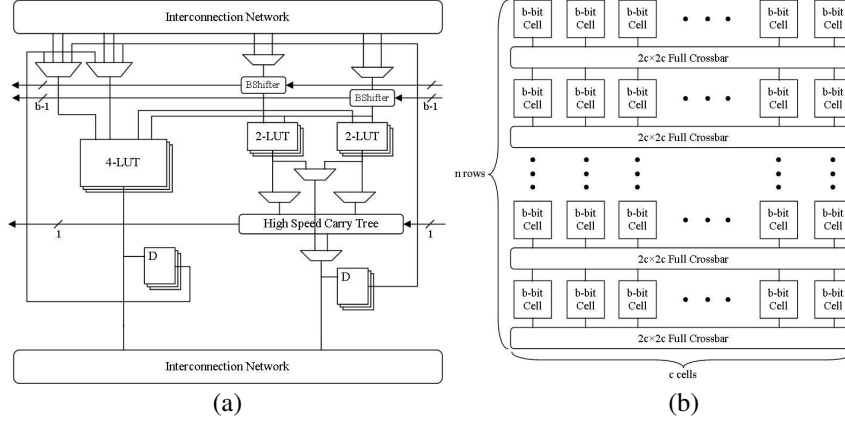 Interconnection Network
BShifter
BShifter
b-1
b-1
2-LUT
2-LUT
4-LUT
High Speed Carry Tree
1
1
D
D
Interconnection Network
(a)
b-bit Cell
b-bit Cell
b-bit Cell
b-bit Cell
b-bit Cell
2c×2c Full Crossbar
b-bit Cell
b-bit Cell
b-bit Cell
b-bit Cell
b-bit Cell
2c×2c Full Crossbar
n rows
b-bit Cell
b-bit Cell
b-bit Cell
b-bit Cell
b-bit Cell
2c×2c Full Crossbar
b-bit Cell
b-bit Cell
b-bit Cell
b-bit Cell
b-bit Cell
2c×2c Full Crossbar
c cells
(b)